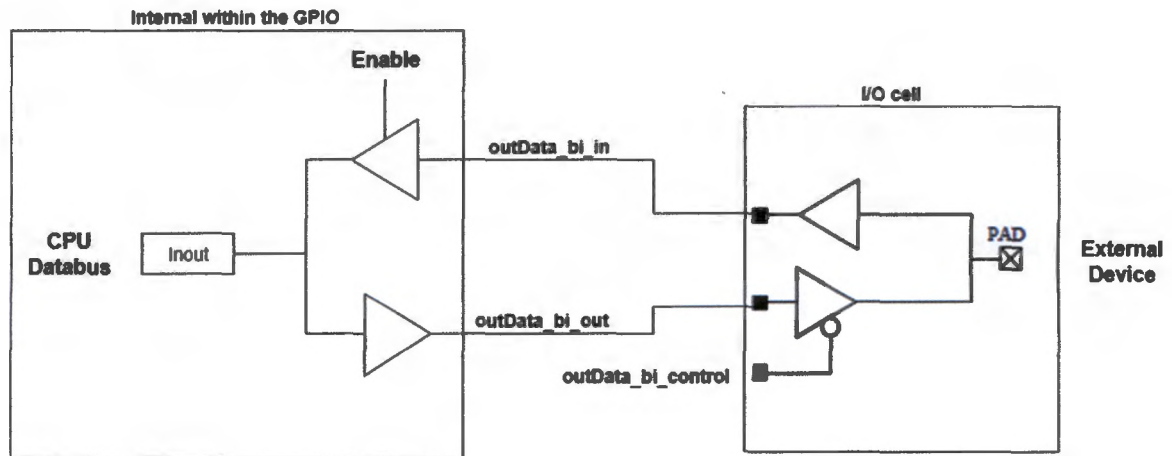 Internal within the GPIO
Enable
I/O cell
outData_bi_in
CPU
Databus
Inout
PAD
External
Device
outData_bi_out
outData_bi_control